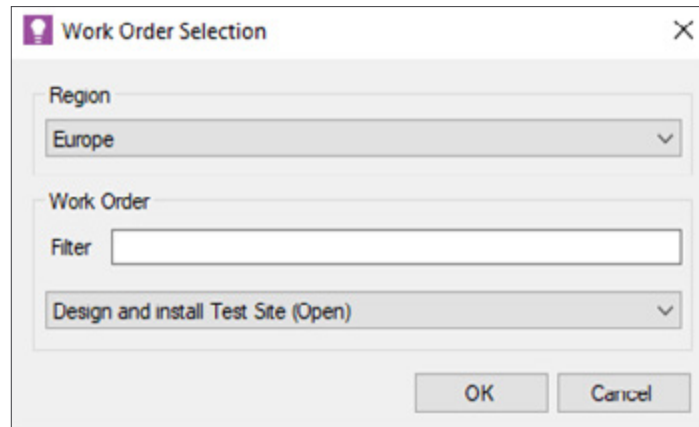 Work Order Selection
Region
Europe
Work Order
Filter
Design and install Test Site (Open)
OK Cancel